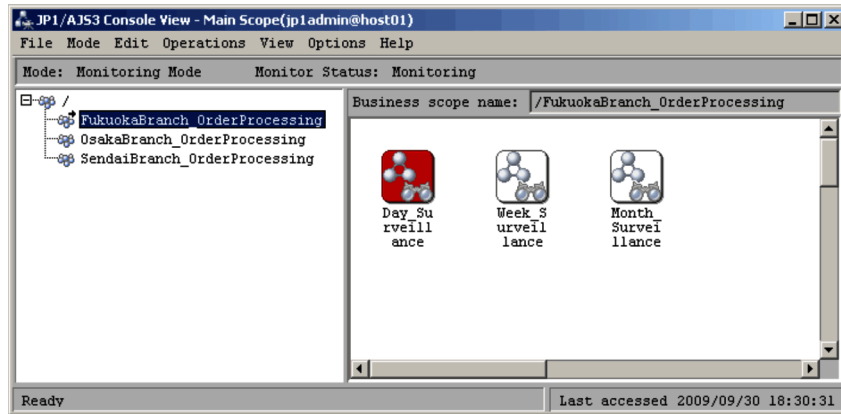 JP1/AJS3 Console View - Main Scope(jp1admin@host01)
File Mode Edit Operations View Options Help
Mode: Monitoring Mode Monitor Status: Monitoring
/
FukuokaBranch_OrderProcessing
OsakaBranch_OrderProcessing
SendaiBranch_OrderProcessing
Business scope name: /FukuokaBranch_OrderProcessing
Day_Su
rveill
ance
Week_S
urveil
lance
Month_
Survei
llance
Ready
Last accessed 2009/09/30 18:30:31